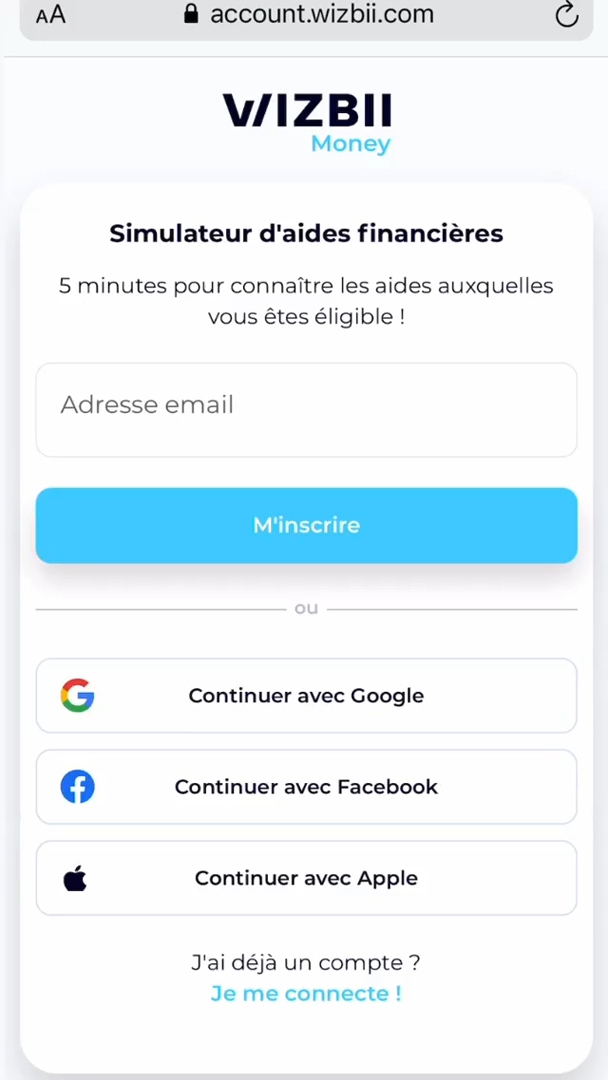 AA account.wizbii.com
WIZBII
Money
Simulateur d'aides financières
5 minutes pour connaître les aides auxquelles
vous êtes éligible !
Adresse email
M'inscrire
ou
Continuer avec Google
Continuer avec Facebook
Continuer avec Apple
J'ai déjà un compte ?
Je me connecte !